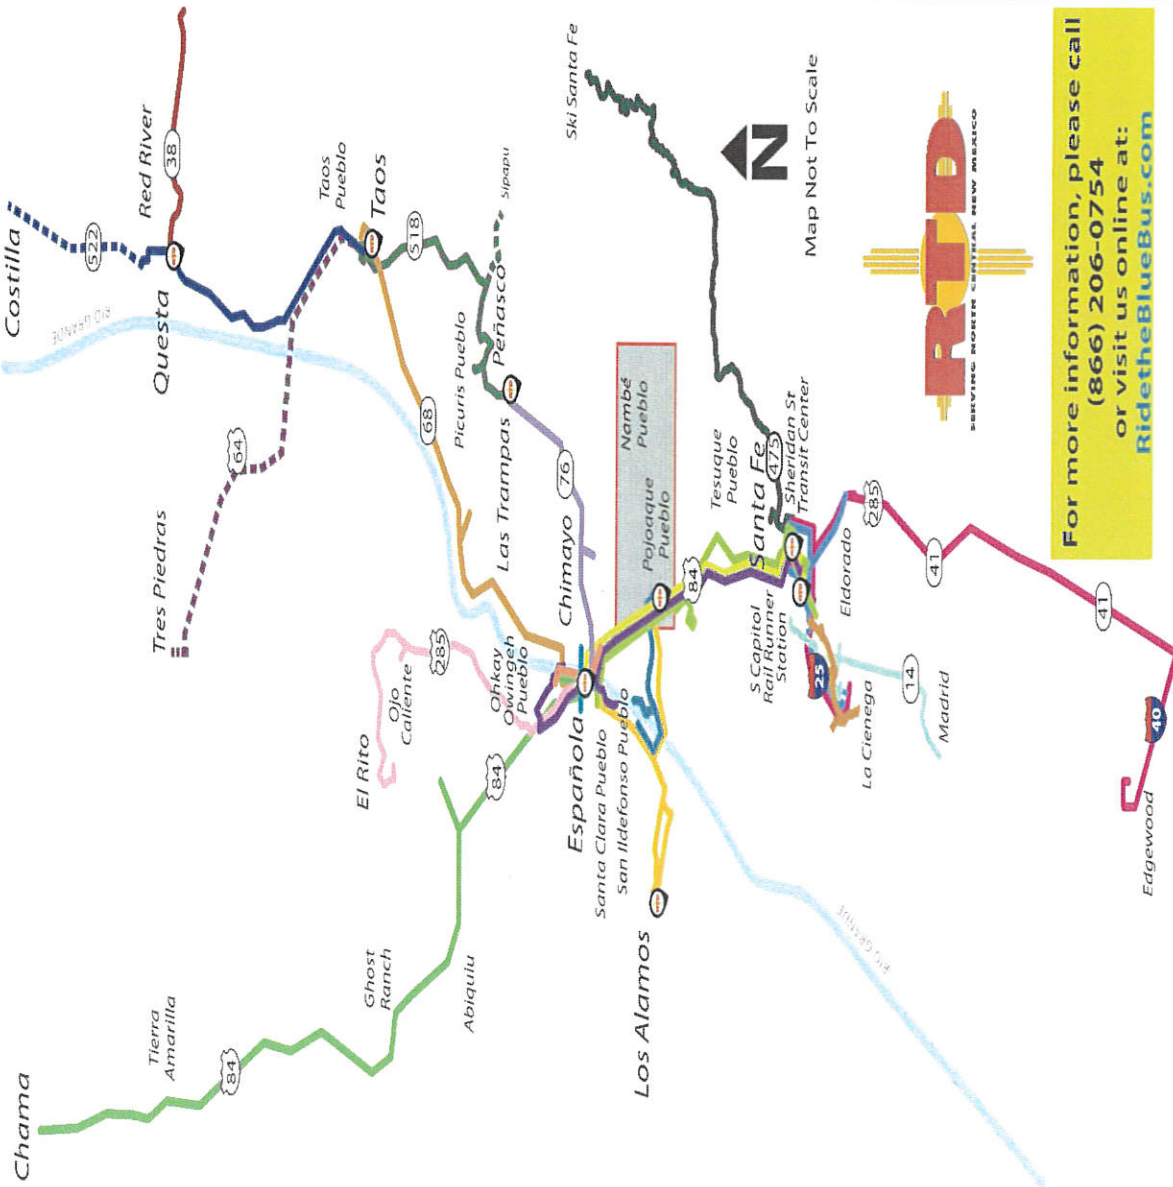 Chama
Tierra
Amarilla
84
Ghost
Ranch
Abiquiu
84
El Rito
Ojo
Caliente
285
Tres Piedras
64
Costilla
522
Questa
Red River
38
RIO GRANDE
Taos
Pueblo
Taos
518
Sipapu
Peñasco
Picuris Pueblo
68
Las Trampas
76
Chimayo
Ohkay
Owingeh
Pueblo
Española
Santa Clara Pueblo
San Ildefonso Pueblo
Los Alamos
Nambé
Pueblo
Pojoaque
Pueblo
84
Tesuque
Pueblo
Ski Santa Fe
475
Santa Fe
Sheridan St
Transit Center
S Capitol
Rail Runner
Station
25
La Cienega
14
Madrid
Eldorado
285
41
41
40
Edgewood
RIO GRANDE
N
Map Not To Scale
RTD
SERVING NORTH CENTRAL NEW MEXICO
For more information, please call
(866) 206-0754
or visit us online at:
RidetheBlueBus.com